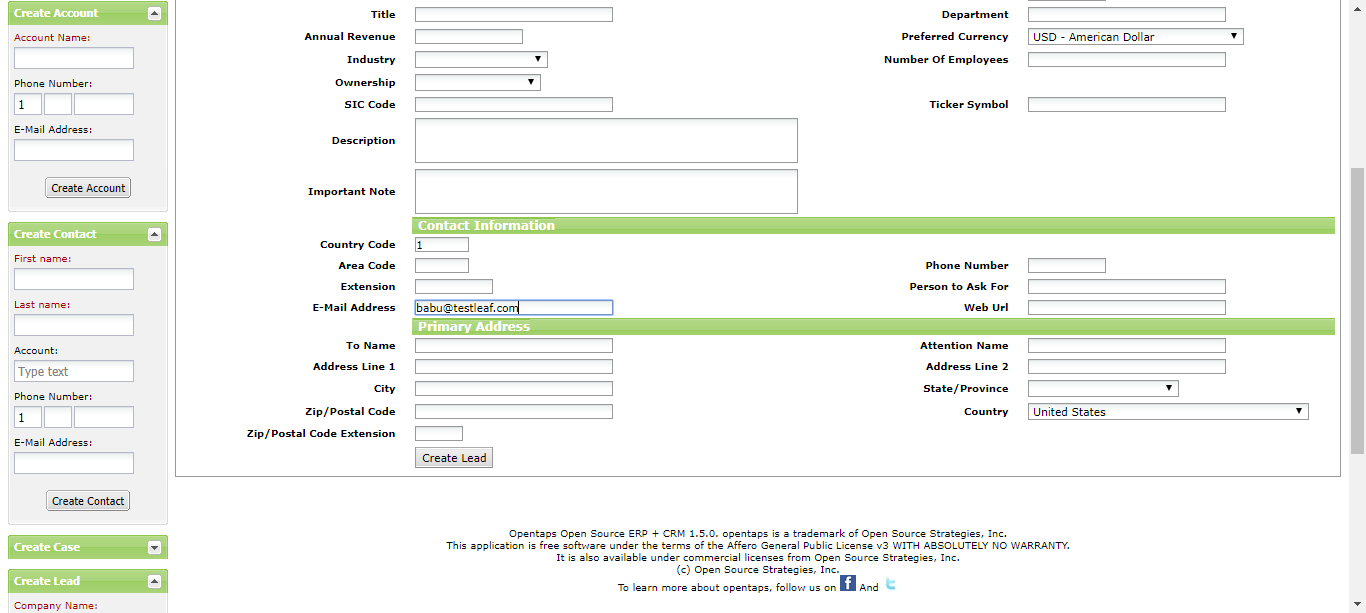 Create Account
Account Name:
Phone Number:
1
E-Mail Address:
Create Account
Create Contact
First name:
Last name:
Account:
Type text
Phone Number:
1
E-Mail Address:
Create Contact
Create Case
Create Lead
Company Name:
Title
Department
Annual Revenue
Preferred Currency USD - American Dollar
Industry
Number Of Employees
Ownership
SIC Code
Ticker Symbol
Description
Important Note
Contact Information
Country Code 1
Area Code
Phone Number
Extension
Person to Ask For
E-Mail Address babu@testleaf.com
Web Url
Primary Address
To Name
Attention Name
Address Line 1
Address Line 2
City
State/Province
Zip/Postal Code
Country United States
Zip/Postal Code Extension
Create Lead
Opentaps Open Source ERP + CRM 1.5.0. opentaps is a trademark of Open Source Strategies, Inc.
This application is free software under the terms of the Affero General Public License v3 WITH ABSOLUTELY NO WARRANTY.
It is also available under commercial licenses from Open Source Strategies, Inc.
(c) Open Source Strategies, Inc.
To learn more about opentaps, follow us on f And t